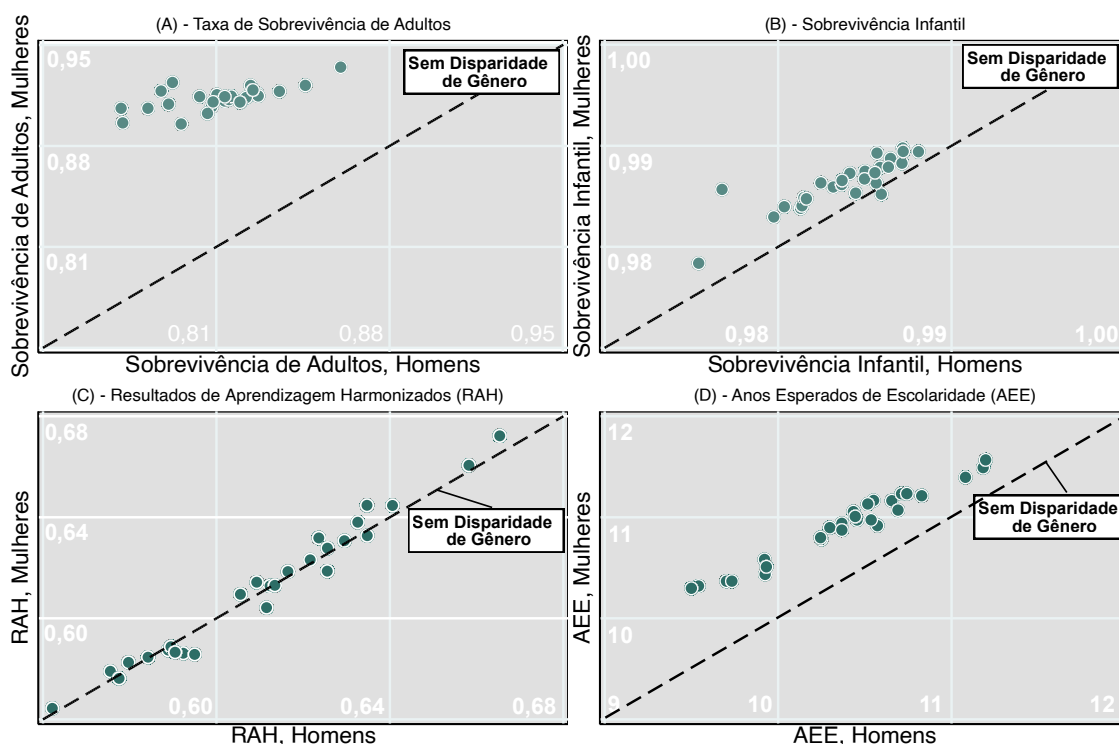 (A) - Taxa de Sobrevivência de Adultos
Sobrevivência de Adultos, Mulheres
0,95
0,88
0,81
0,81
0,88
0,95
Sem Disparidade
de Gênero
Sobrevivência de Adultos, Homens
(B) - Sobrevivência Infantil
Sobrevivência Infantil, Mulheres
1,00
0,99
0,98
0,98
0,99
1,00
Sem Disparidade
de Gênero
Sobrevivência Infantil, Homens
(C) - Resultados de Aprendizagem Harmonizados (RAH)
RAH, Mulheres
0,68
0,64
0,60
0,60
0,64
0,68
Sem Disparidade
de Gênero
RAH, Homens
(D) - Anos Esperados de Escolaridade (AEE)
AEE, Mulheres
12
11
10
9
10
11
12
Sem Disparidade
de Gênero
AEE, Homens